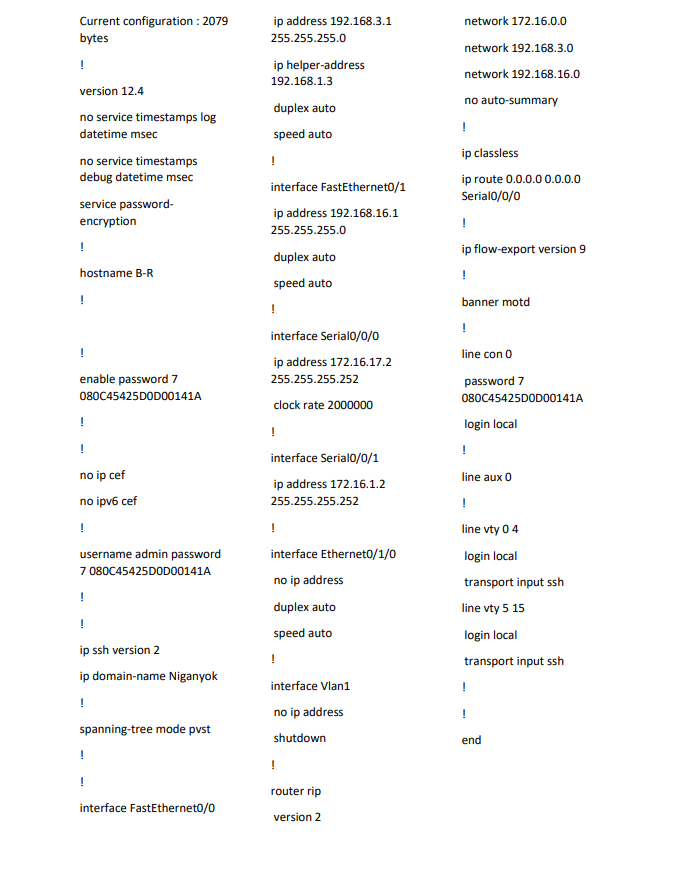 Current configuration : 2079
bytes
!
version 12.4
no service timestamps log
datetime msec
no service timestamps
debug datetime msec
service password-
encryption
!
hostname B-R
!
!
enable password 7
080C45425D0D00141A
!
!
no ip cef
no ipv6 cef
!
username admin password
7 080C45425D0D00141A
!
!
ip ssh version 2
ip domain-name Niganyok
!
spanning-tree mode pvst
!
!
interface FastEthernet0/0
ip address 192.168.3.1
255.255.255.0
ip helper-address
192.168.1.3
duplex auto
speed auto
!
interface FastEthernet0/1
ip address 192.168.16.1
255.255.255.0
duplex auto
speed auto
!
interface Serial0/0/0
ip address 172.16.17.2
255.255.255.252
clock rate 2000000
!
interface Serial0/0/1
ip address 172.16.1.2
255.255.255.252
!
interface Ethernet0/1/0
no ip address
duplex auto
speed auto
!
interface Vlan1
no ip address
shutdown
!
router rip
version 2
network 172.16.0.0
network 192.168.3.0
network 192.168.16.0
no auto-summary
!
ip classless
ip route 0.0.0.0 0.0.0.0
Serial0/0/0
!
ip flow-export version 9
!
banner motd
!
line con 0
password 7
080C45425D0D00141A
login local
!
line aux 0
!
line vty 0 4
login local
transport input ssh
line vty 5 15
login local
transport input ssh
!
!
end